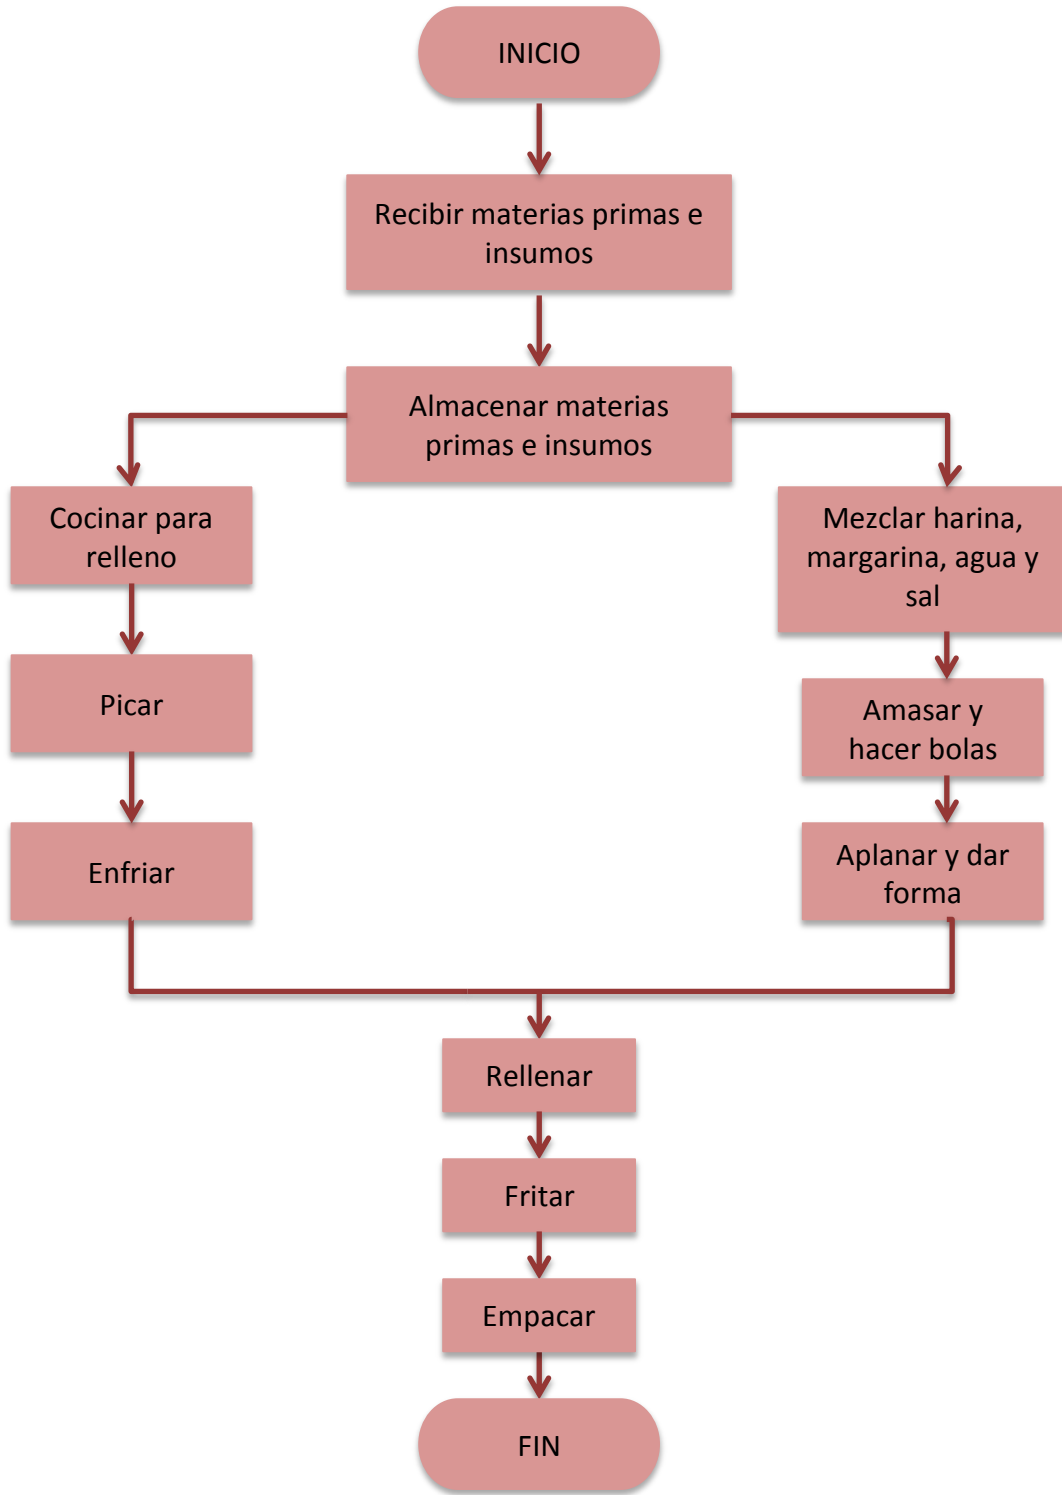 INICIO
Recibir materias primas e
insumos
Almacenar materias
primas e insumos
Cocinar para
relleno
Picar
Enfriar
Mezclar harina,
margarina, agua y
sal
Amasar y
hacer bolas
Aplanar y dar
forma
Rellenar
Fritar
Empacar
FIN